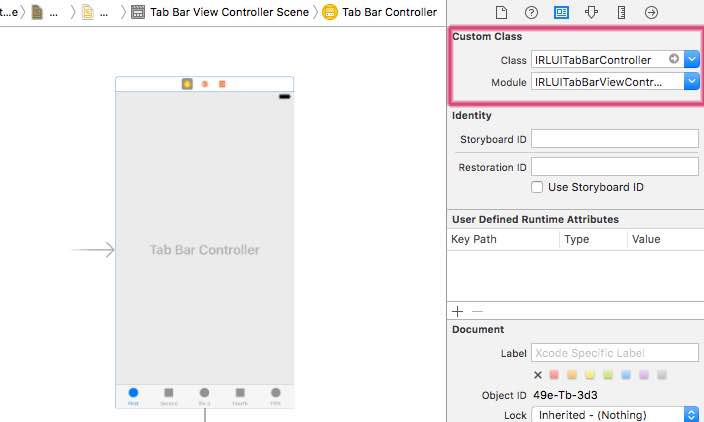 ...e
...
...
Tab Bar View Controller Scene
Tab Bar Controller
Custom Class
Class IRLUITabBarController
Module IRLUITabBarViewContr...
Identity
Storyboard ID
Restoration ID
Use Storyboard ID
User Defined Runtime Attributes
Key Path Type Value
Tab Bar Controller
Document
Label Xcode Specific Label
Object ID 49e-Tb-3d3
Lock Inherited - (Nothing)
First Second Fourth